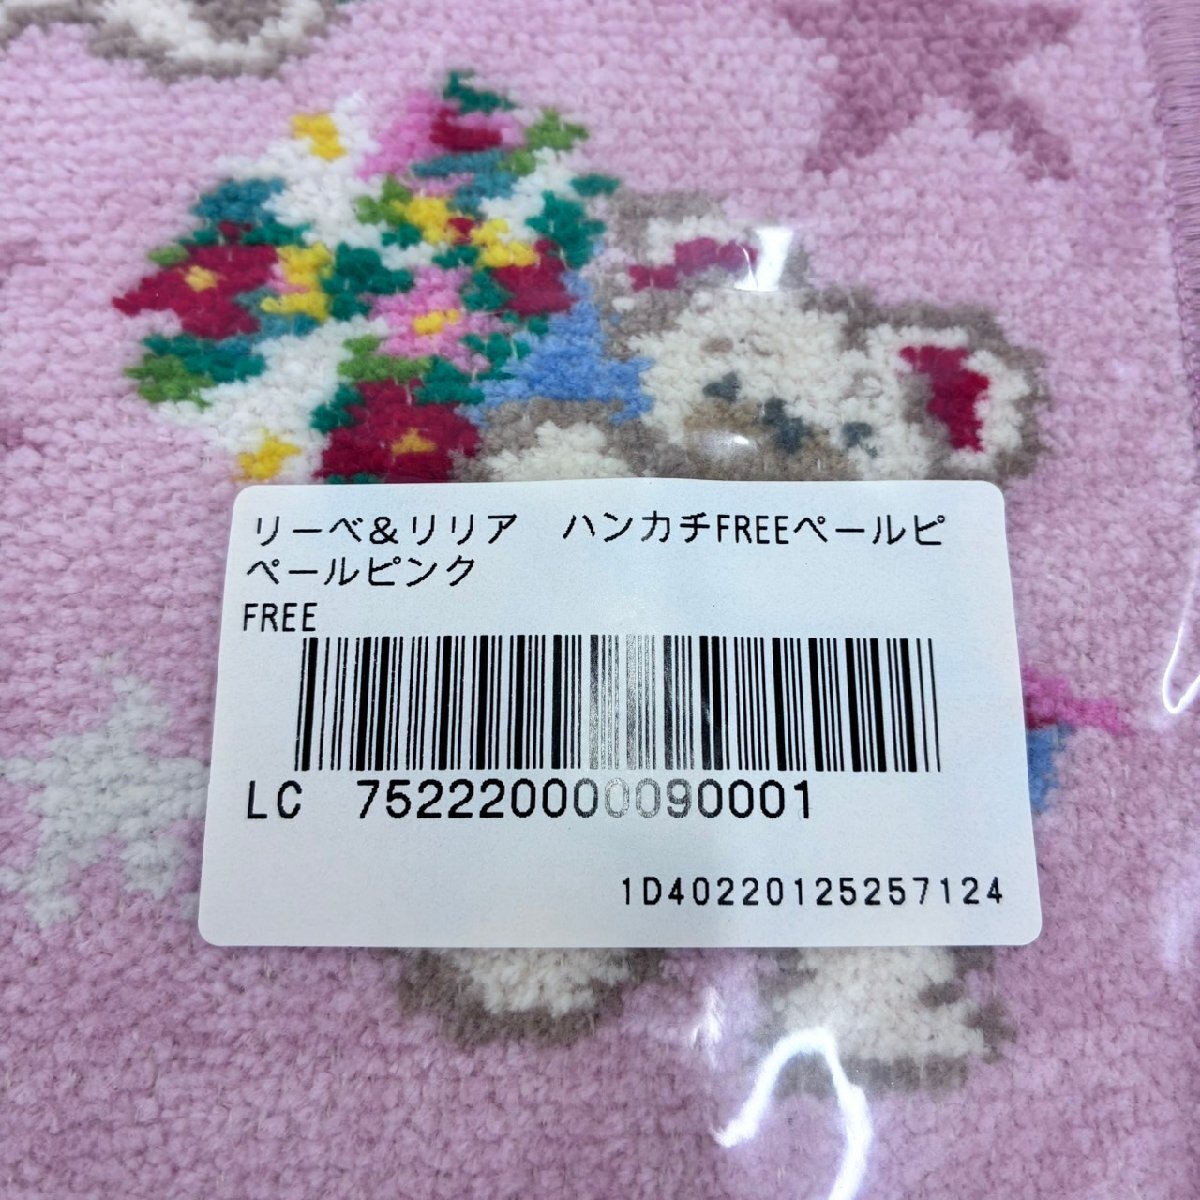 リーベ&リリア　ハンカチFREEペールピ
ペールピンク
FREE
LC 752220000090001
1D40220125257124